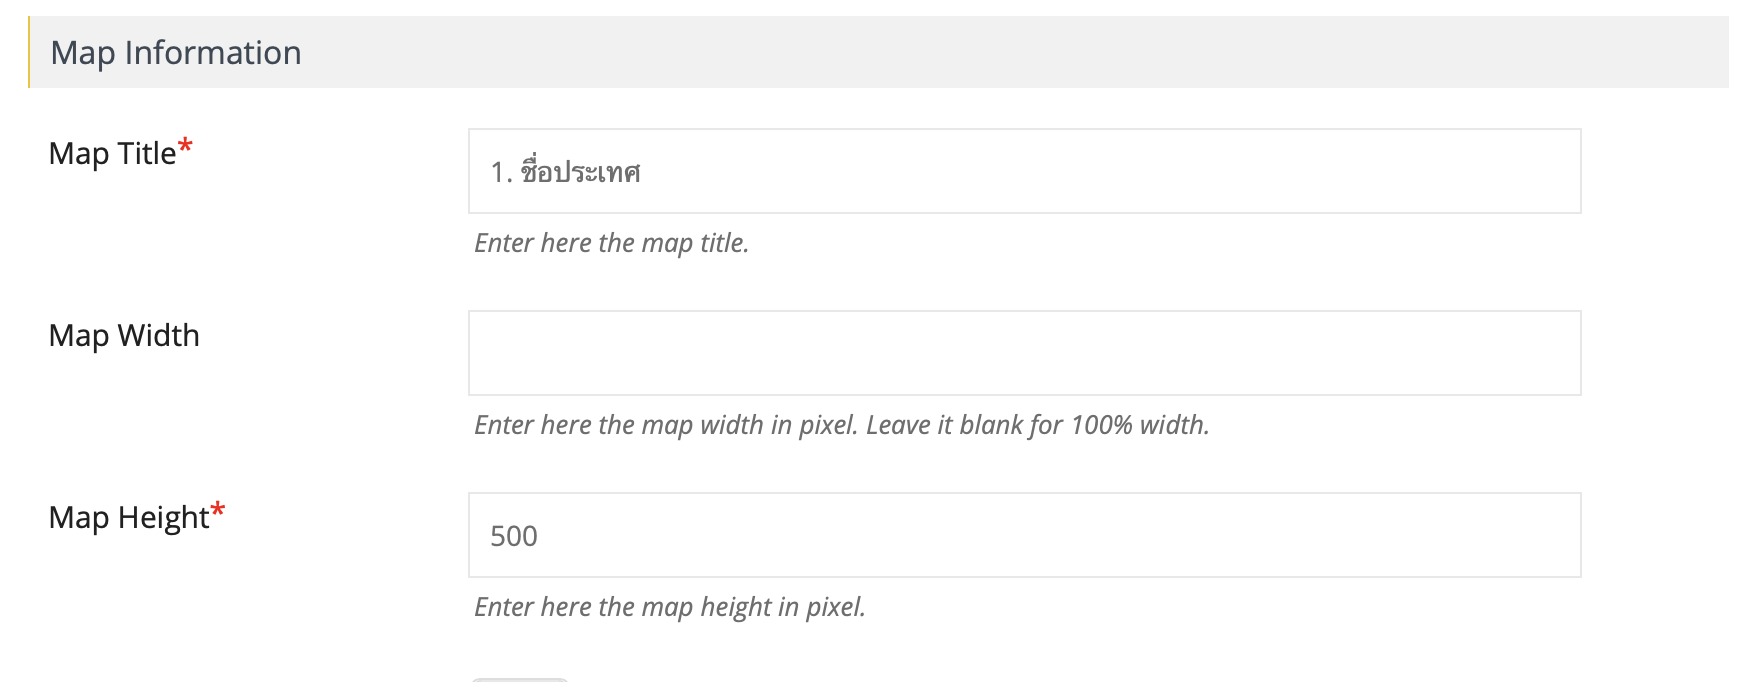 Map Information
Map Title*
1. ชื่อประเทศ
Enter here the map title.
Map Width
Enter here the map width in pixel. Leave it blank for 100% width.
Map Height*
500
Enter here the map height in pixel.